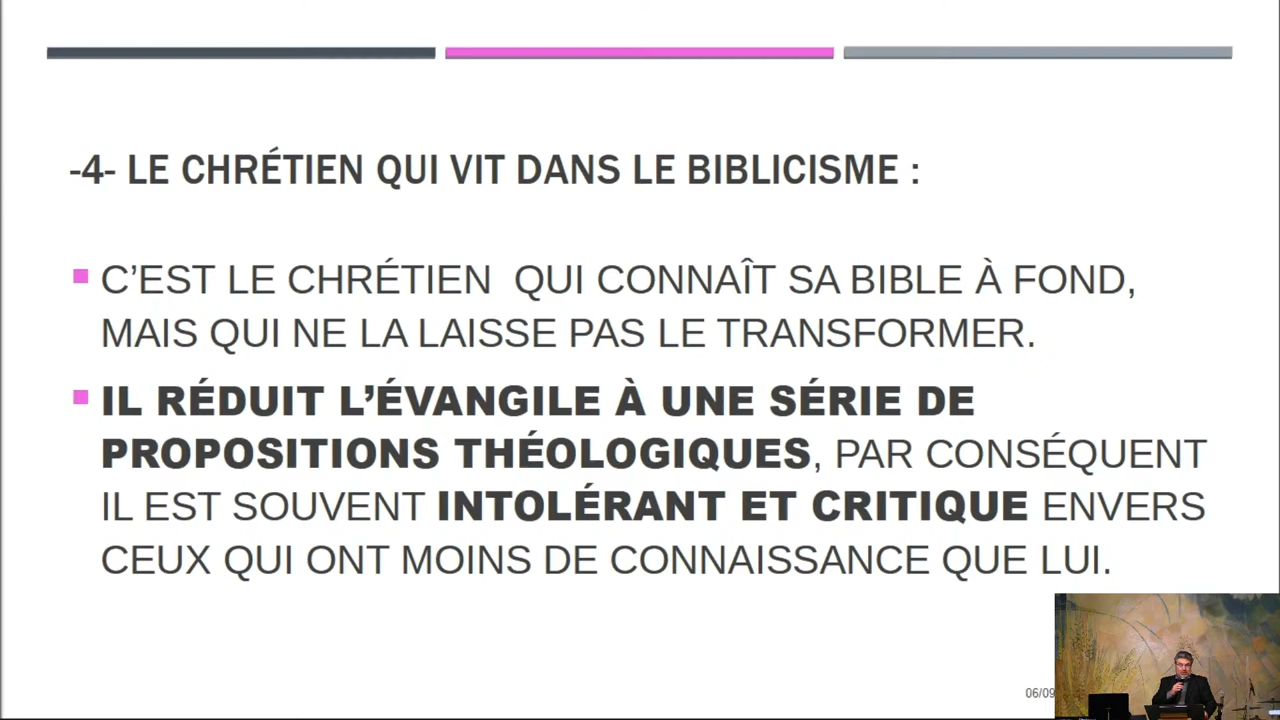 -4- LE CHRÉTIEN QUI VIT DANS LE BIBLICISME :
C’EST LE CHRÉTIEN QUI CONNAÎT SA BIBLE À FOND,
MAIS QUI NE LA LAISSE PAS LE TRANSFORMER.
IL RÉDUIT L’ÉVANGILE À UNE SÉRIE DE
PROPOSITIONS THÉOLOGIQUES, PAR CONSÉQUENT
IL EST SOUVENT INTOLÉRANT ET CRITIQUE ENVERS
CEUX QUI ONT MOINS DE CONNAISSANCE QUE LUI.
06/09